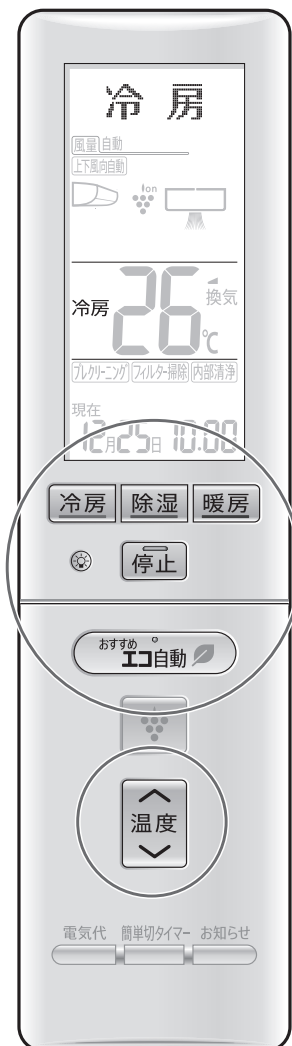 冷房
風量 自動
上下風向自動
ion
冷房 26℃ 換気
プレクリーニング フィルター掃除 内部清浄
現在
12月25日 10:00
冷房 除湿 暖房
停止
おすすめ
エコ自動
温度
電気代 簡単切タイマー お知らせ